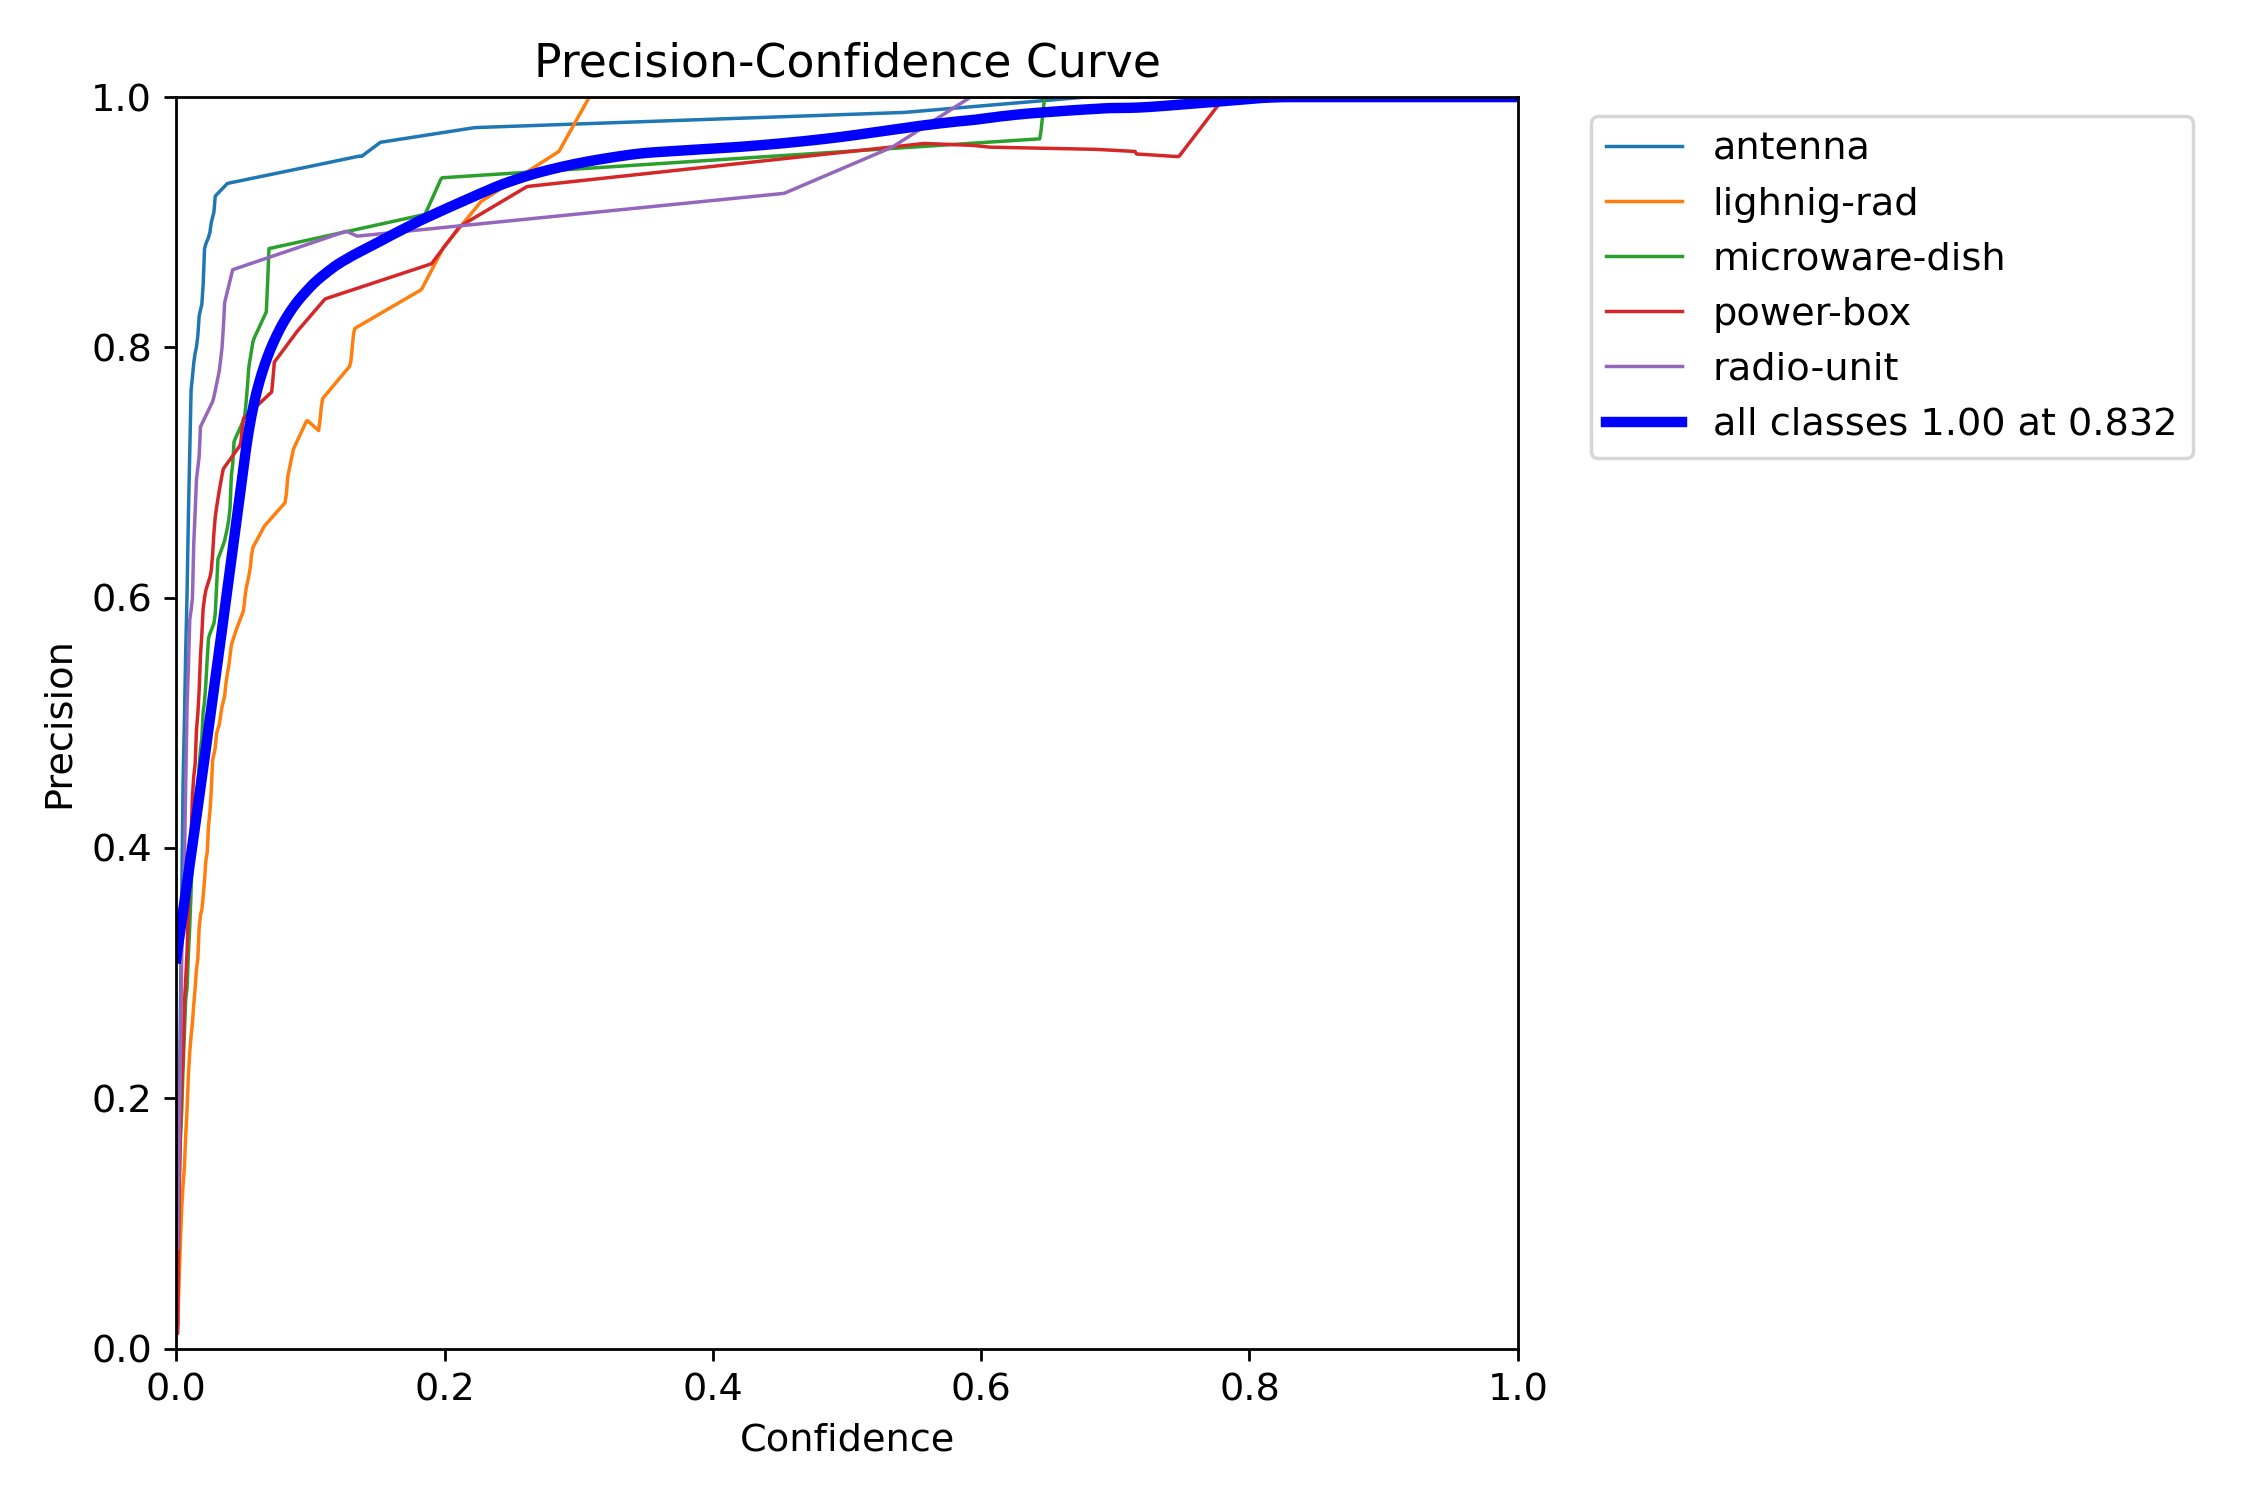 Precision-Confidence Curve
1.0
0.8
0.6
0.4
0.2
0.0
Precision
0.0 0.2 0.4 0.6 0.8 1.0
Confidence
antenna
lighnig-rad
microware-dish
power-box
radio-unit
all classes 1.00 at 0.832